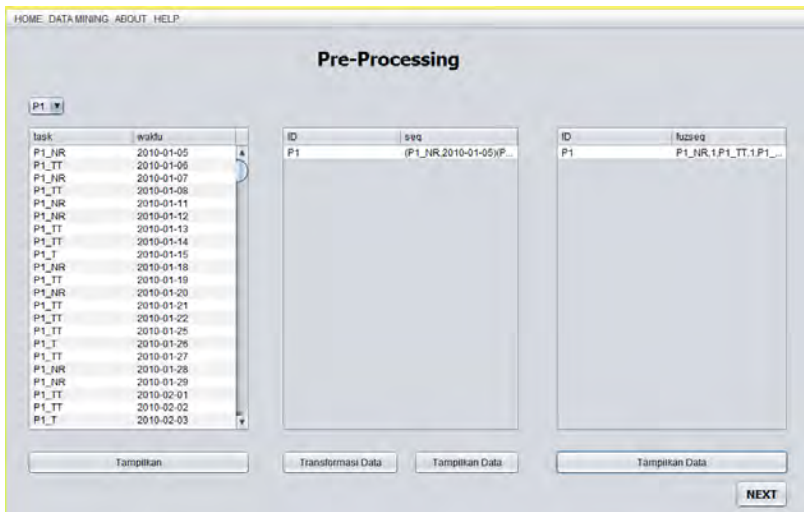 HOME DATA MINING ABOUT HELP
Pre-Processing
P1
task waktu
P1_NR 2010-01-05
P1_TT 2010-01-06
P1_NR 2010-01-07
P1_TT 2010-01-08
P1_NR 2010-01-11
P1_NR 2010-01-12
P1_TT 2010-01-13
P1_TT 2010-01-14
P1_T 2010-01-15
P1_NR 2010-01-18
P1_TT 2010-01-19
P1_NR 2010-01-20
P1_TT 2010-01-21
P1_TT 2010-01-22
P1_TT 2010-01-25
P1_T 2010-01-26
P1_TT 2010-01-27
P1_NR 2010-01-28
P1_NR 2010-01-29
P1_TT 2010-02-01
P1_TT 2010-02-02
P1_T 2010-02-03
Tampilkan
ID seq
P1 (P1_NR,2010-01-05)(P...
Transformasi Data Tampilkan Data
ID fuzseq
P1 P1_NR,1,P1_TT,1,P1_...
Tampilkan Data
NEXT